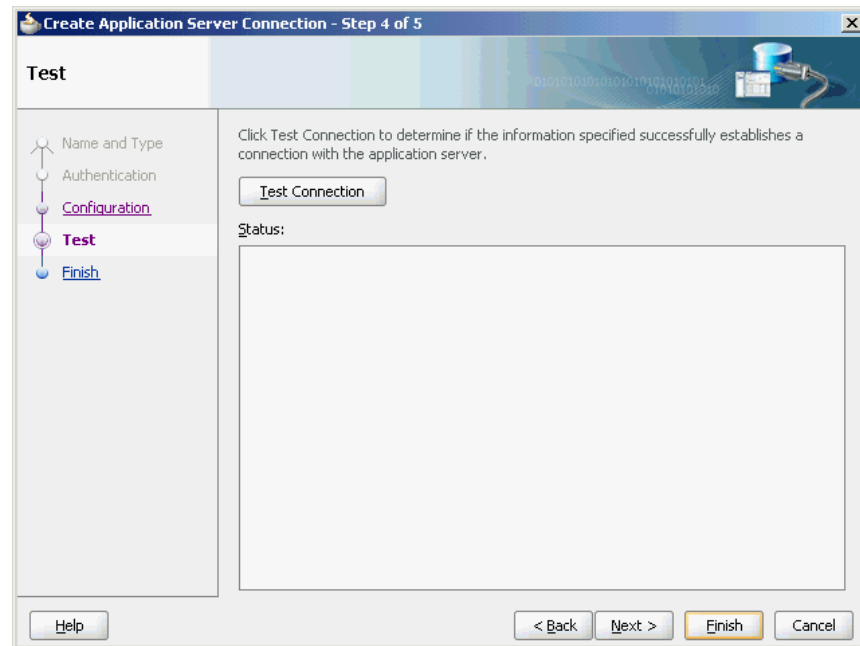 Create Application Server Connection - Step 4 of 5
Test
Name and Type
Authentication
Configuration
Test
Finish
Click Test Connection to determine if the information specified successfully establishes a
connection with the application server.
Test Connection
Status:
Help
< Back
Next >
Finish
Cancel